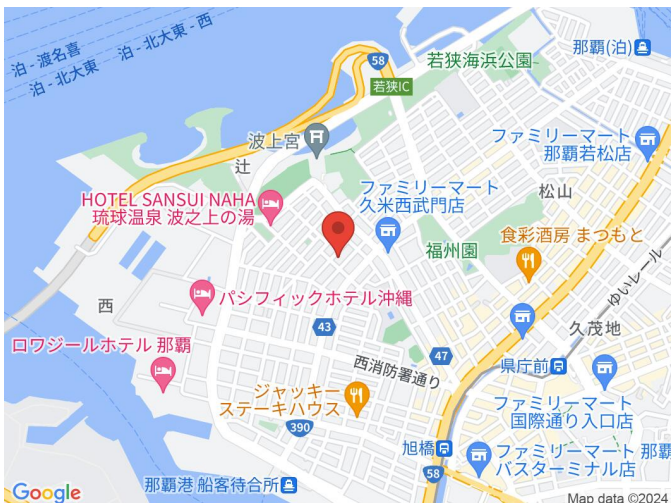 泊 - 渡名喜
泊 - 北大東
泊 - 北大東 - 西
58
若狭海浜公園
那覇(泊)
若狭IC
波上宮
ファミリーマート
那覇若松店
辻
HOTEL SANSUI NAHA
琉球温泉 波之上の湯
ファミリーマート
久米西武門店
松山
福州園
食彩酒房 まつもと
ゆいレール
西
パシフィックホテル沖縄
43
久茂地
ロワジールホテル 那覇
西消防署通り
47
県庁前
ジャッキー
ステーキハウス
ファミリーマート
国際通り入口店
390
旭橋
ファミリーマート 那覇
バスターミナル店
58
那覇港 船客待合所
Google
Map data ©2024